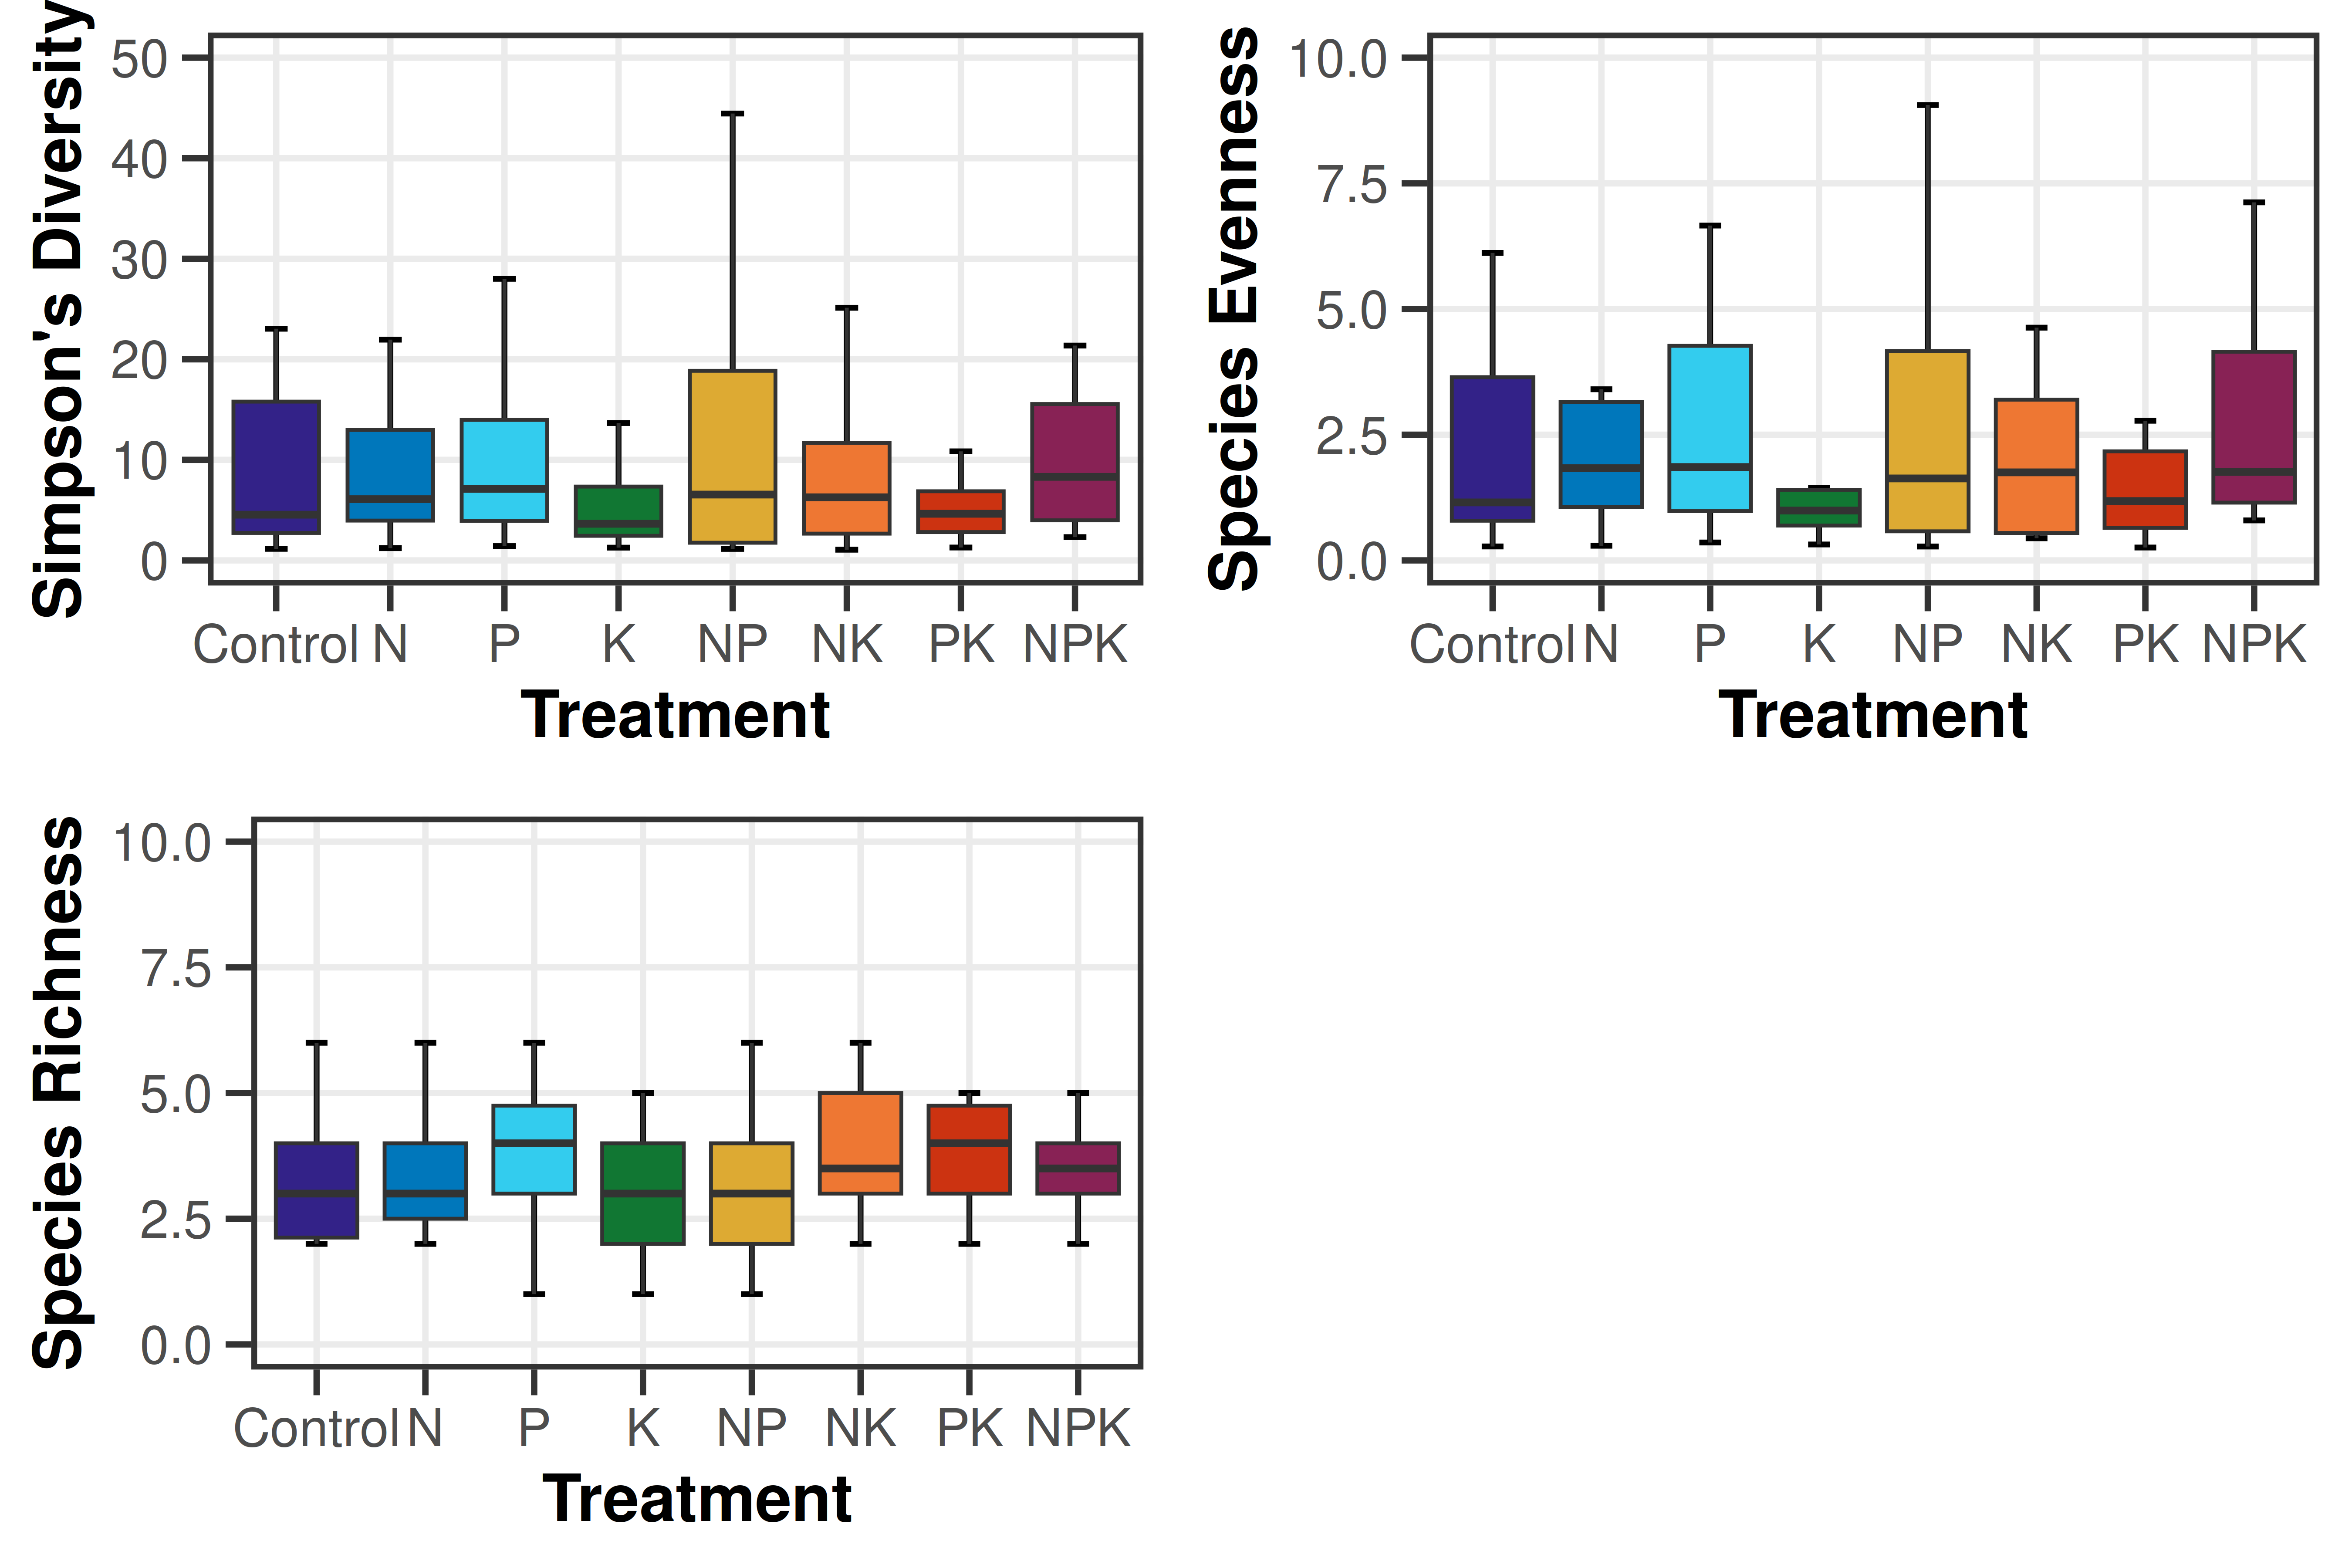 Simpson's Diversity
50
40
30
20
10
0
Control N P K NP NK PK NPK
Treatment
Species Evenness
10.0
7.5
5.0
2.5
0.0
Control N P K NP NK PK NPK
Treatment
Species Richness
10.0
7.5
5.0
2.5
0.0
Control N P K NP NK PK NPK
Treatment